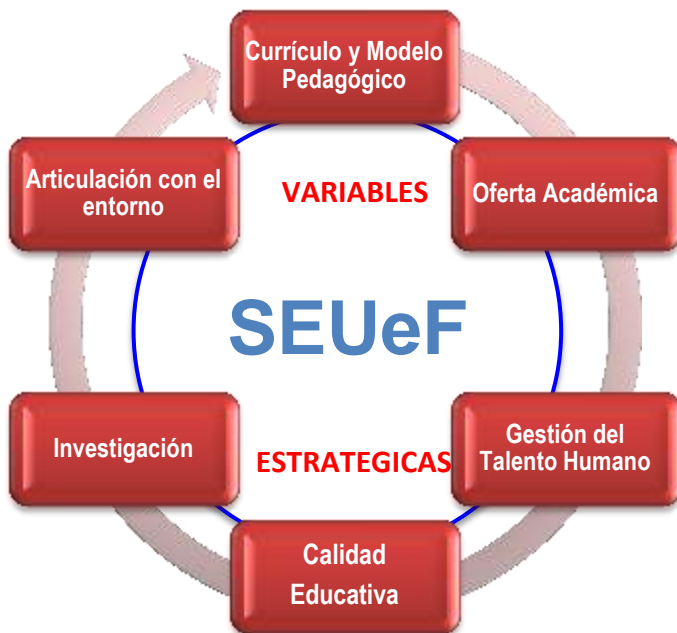 Currículo y Modelo
Pedagógico
Articulación con el
entorno
VARIABLES
Oferta Académica
SEUeF
Investigación
ESTRATEGICAS
Gestión del
Talento Humano
Calidad
Educativa